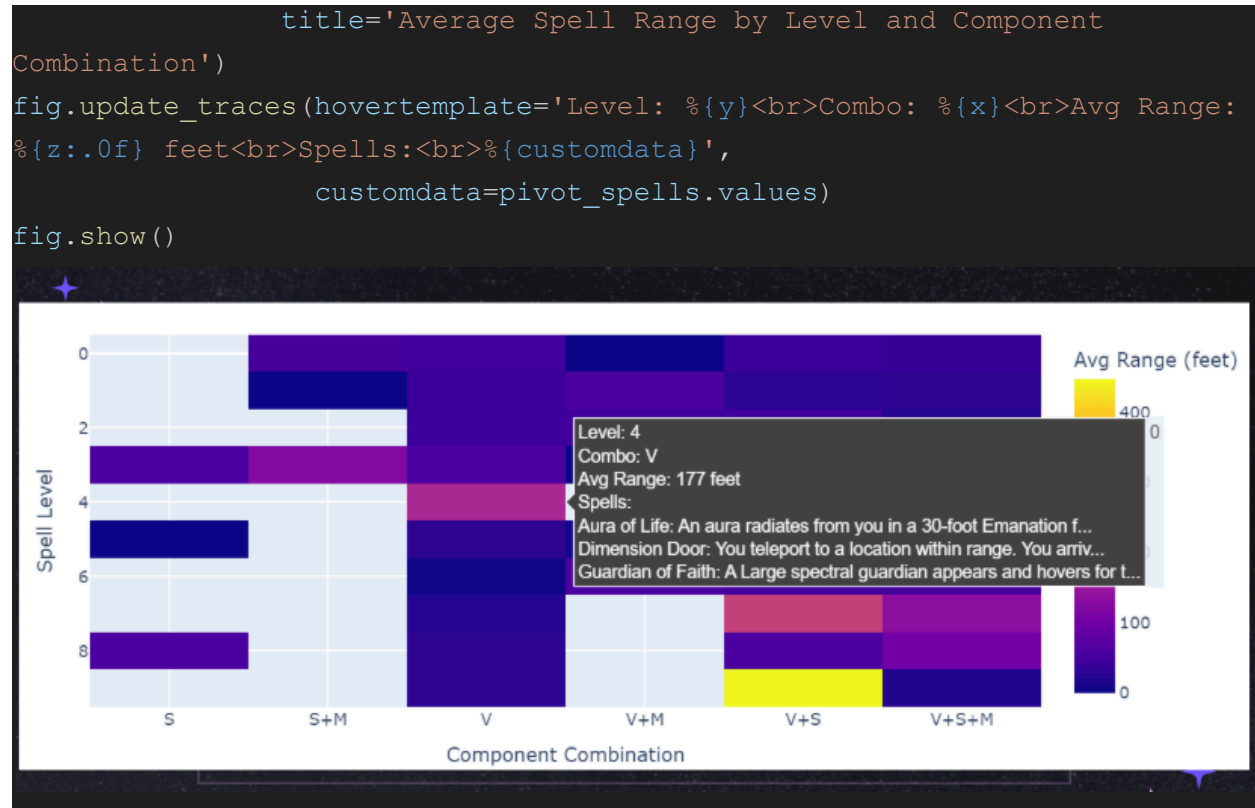 title='Average Spell Range by Level and Component
Combination')
fig.update_traces(hovertemplate='Level: %{y}<br>Combo: %{x}<br>Avg Range:
%{z:.0f} feet<br>Spells:<br>%{customdata}',
customdata=pivot_spells.values)
fig.show()
Avg Range (feet)
0
2
4
6
8
Spell Level
400
0
100
0
Level: 4
Combo: V
Avg Range: 177 feet
Spells:
Aura of Life: An aura radiates from you in a 30-foot Emanation f...
Dimension Door: You teleport to a location within range. You arriv...
Guardian of Faith: A Large spectral guardian appears and hovers for t...
S S+M V V+M V+S V+S+M
Component Combination